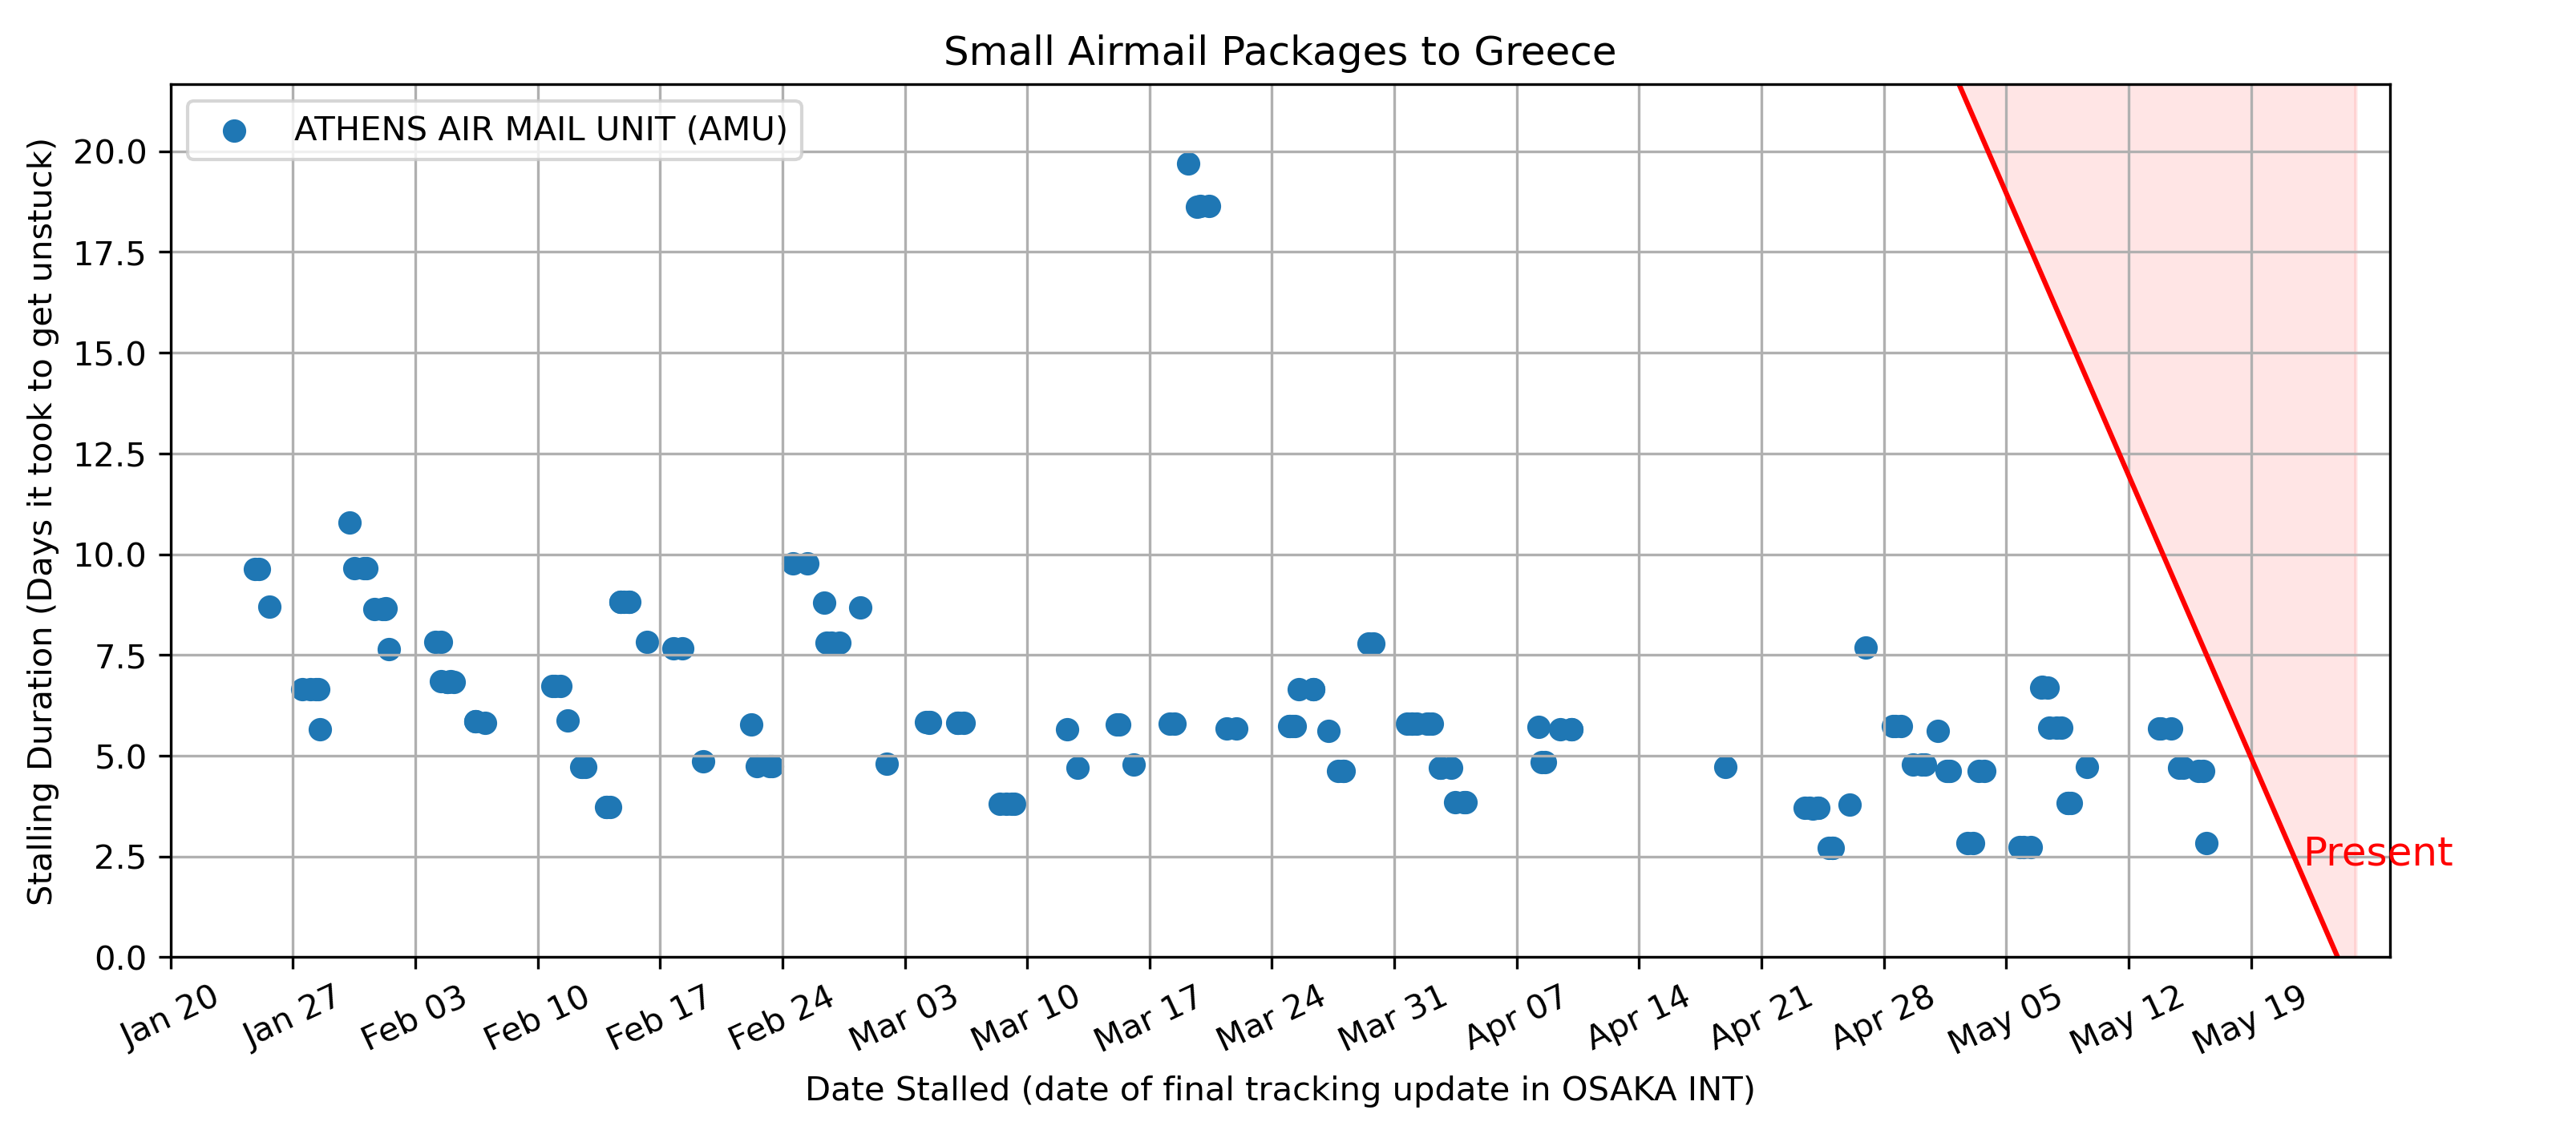 Small Airmail Packages to Greece
ATHENS AIR MAIL UNIT (AMU)
Stalling Duration (Days it took to get unstuck)
20.0
17.5
15.0
12.5
10.0
7.5
5.0
2.5
0.0
Present
Jan 20
Jan 27
Feb 03
Feb 10
Feb 17
Feb 24
Mar 03
Mar 10
Mar 17
Mar 24
Mar 31
Apr 07
Apr 14
Apr 21
Apr 28
May 05
May 12
May 19
Date Stalled (date of final tracking update in OSAKA INT)